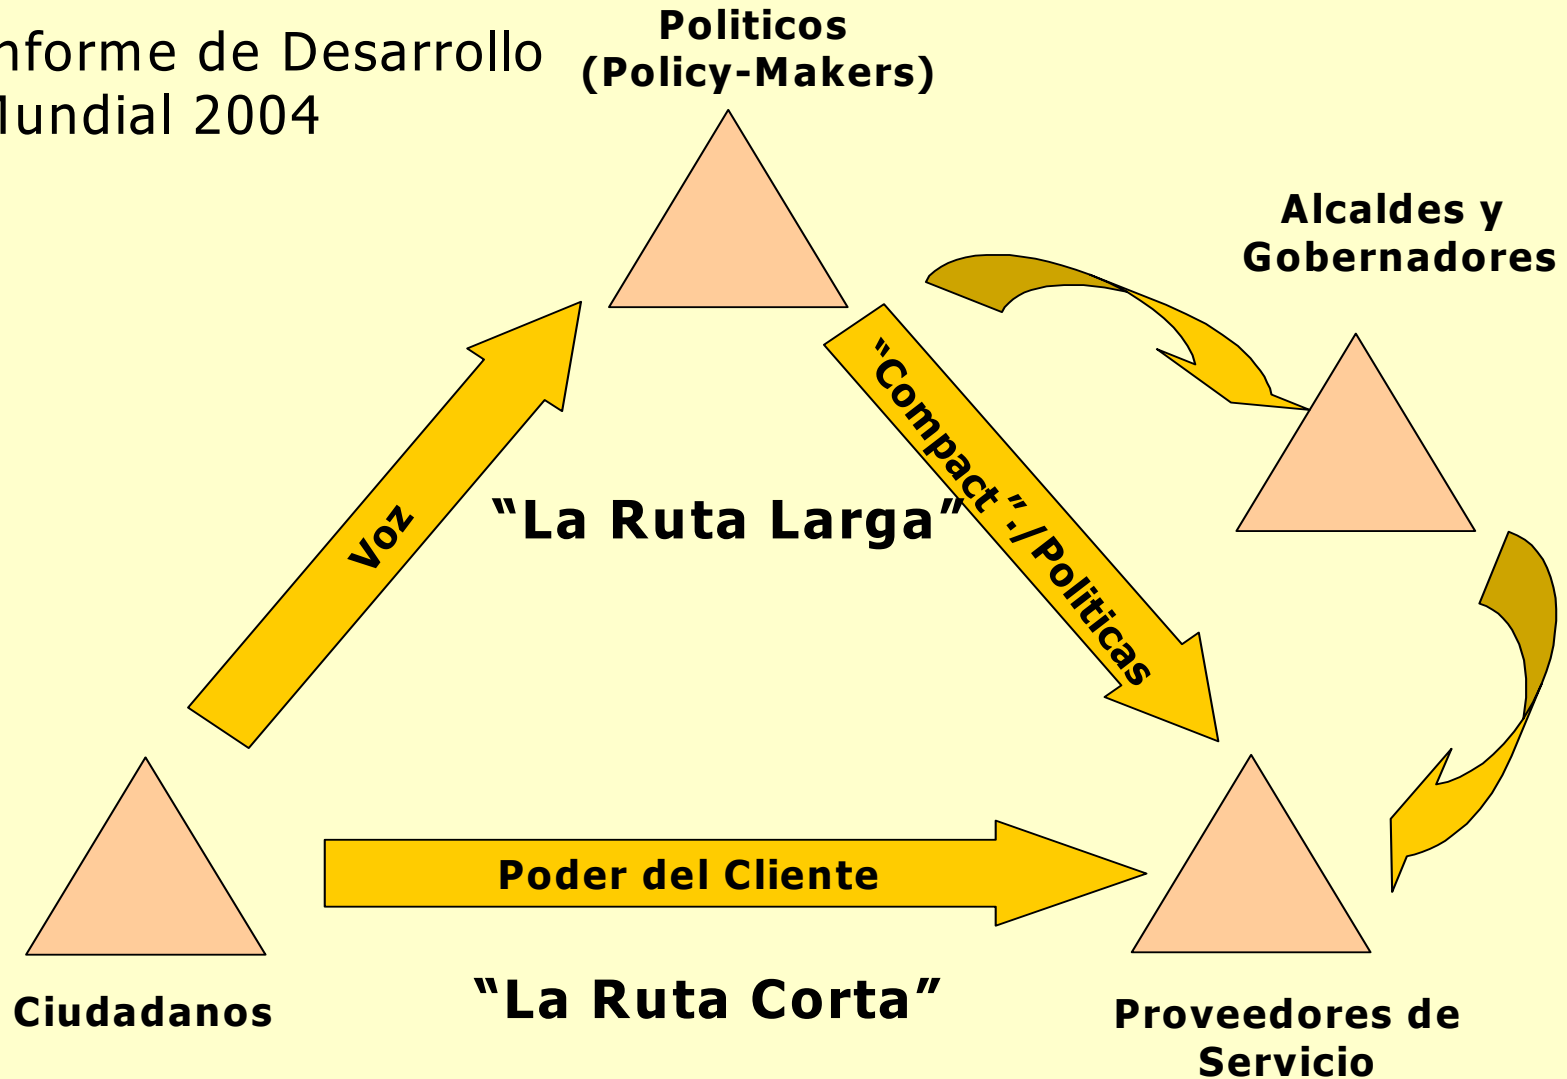 nforme de Desarrollo
Mundial 2004
Politicos
(Policy-Makers)
Alcaldes y
Gobernadores
“Compact”./Politicas
Voz
“La Ruta Larga”
Poder del Cliente
“La Ruta Corta”
Ciudadanos
Proveedores de
Servicio